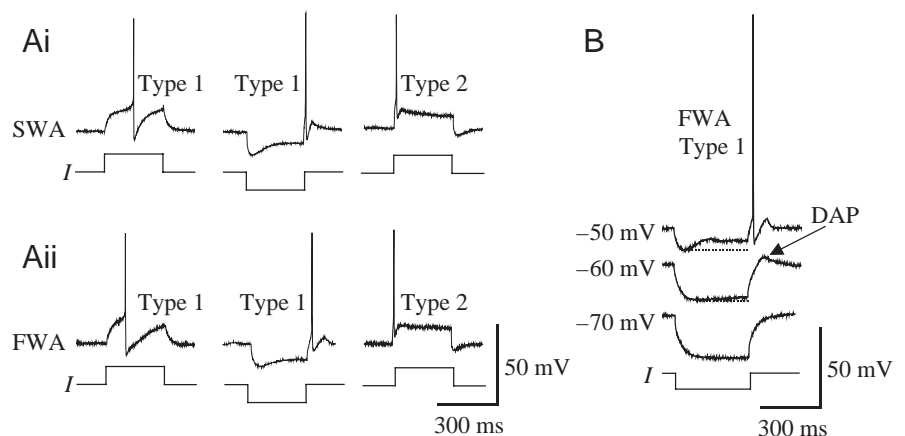 Ai
Type 1
Type 1
Type 2
SWA
I
Aii
Type 1
Type 1
Type 2
FWA
I
50 mV
300 ms
B
FWA
Type 1
DAP
–50 mV
–60 mV
–70 mV
I
50 mV
300 ms